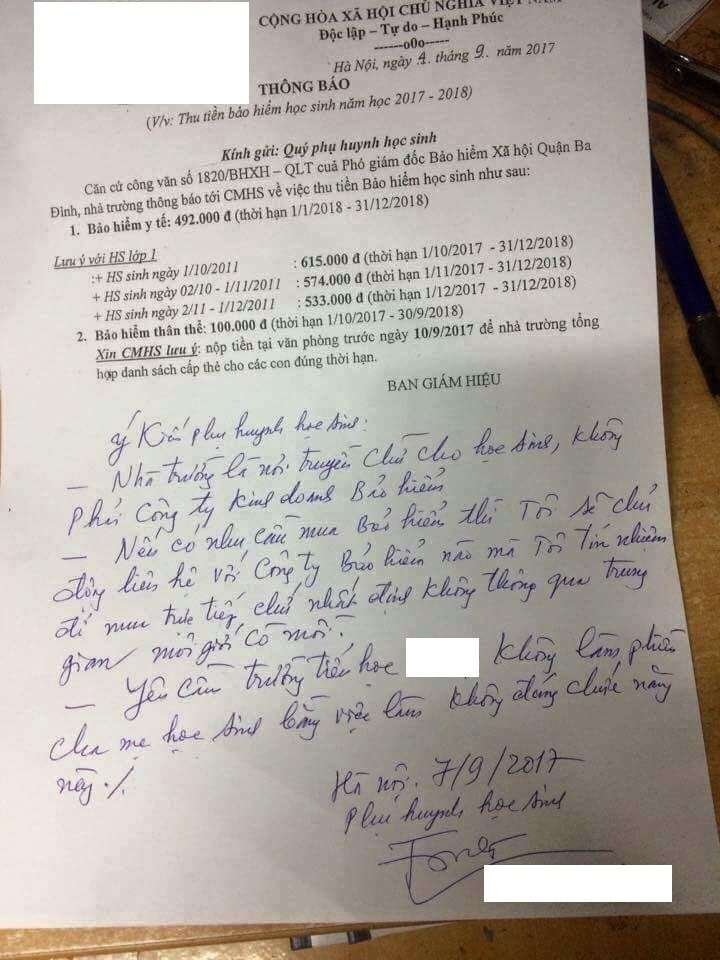 CỘNG HÒA XÃ HỘI CHỦ NGHĨA VIỆT NAM
Độc lập – Tự do – Hạnh Phúc
------o0o-----
Hà Nội, ngày 4. tháng 9. năm 2017
THÔNG BÁO
(V/v: Thu tiền bảo hiểm học sinh năm học 2017 - 2018)
Kính gửi: Quý phụ huynh học sinh
Căn cứ công văn số 1820/BHXH – QLT cuả Phó giám đốc Bảo hiểm Xã hội Quận Ba
Đình, nhà trường thông báo tới CMHS về việc thu tiền Bảo hiểm học sinh như sau:
1. Bảo hiểm y tế: 492.000 đ (thời hạn 1/1/2018 - 31/12/2018)
Lưu ý với HS lớp 1
:+ HS sinh ngày 1/10/2011 : 615.000 đ (thời hạn 1/10/2017 - 31/12/2018)
+ HS sinh ngày 02/10 - 1/11/2011 : 574.000 đ (thời hạn 1/11/2017 - 31/12/2018)
+ HS sinh ngày 2/11 - 1/12/2011 : 533.000 đ (thời hạn 1/12/2017 - 31/12/2018)
2. Bảo hiểm thân thể: 100.000 đ (thời hạn 1/10/2017 - 30/9/2018)
Xin CMHS lưu ý: nộp tiền tại văn phòng trước ngày 10/9/2017 để nhà trường tổng
hợp danh sách cấp thẻ cho các con đúng thời hạn.
BAN GIÁM HIỆU
ý Kiến phụ huynh học sinh:
– Nhà trường là nơi truyền chữ cho học sinh, không
phải Công ty kinh doanh Bảo hiểm
– Nếu có nhu cầu mua Bảo hiểm thì Tôi sẽ chủ
động liên hệ với Công ty Bảo hiểm nào mà Tôi tín nhiệm
để mua trực tiếp chứ nhất định không thông qua trung
gian môi giới cò mồi.
– Yêu cầu trường tiểu học không làm phiền
cha mẹ học sinh bằng việc làm không đúng chức năng
này ./.
Hà nội. 7/9/2017
Phụ huynh học sinh